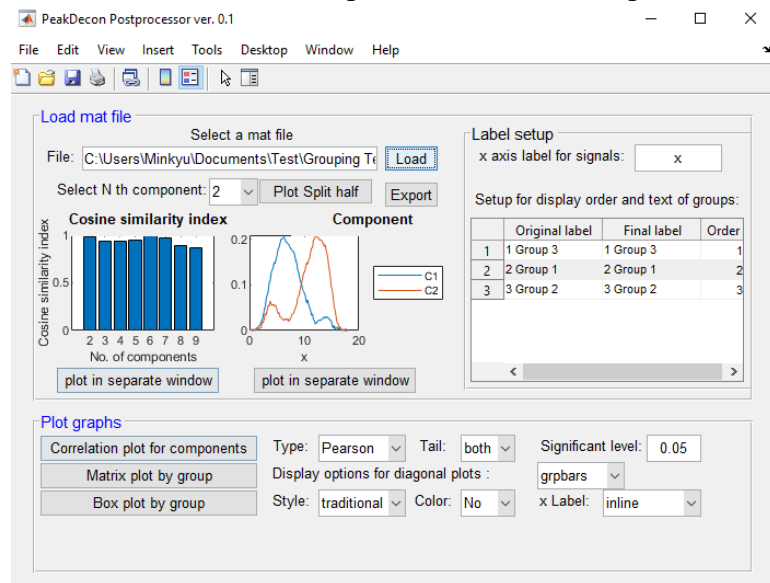 PeakDecon Postprocessor ver. 0.1
File Edit View Insert Tools Desktop Window Help
Load mat file
Select a mat file
File: C:\Users\Minkyu\Documents\Test\Grouping Te Load
Select N th component: 2 Plot Split half Export
Cosine similarity index
Cosine similarity index
1
0.5
0
2 3 4 5 6 7 8 9
No. of components
plot in separate window
Component
0.2
0.1
0
0 10 20
x
C1
C2
plot in separate window
Label setup
x axis label for signals: x
Setup for display order and text of groups:
Original label Final label Order
1 1 Group 3 1 Group 3 1
2 2 Group 1 2 Group 1 2
3 3 Group 2 3 Group 2 3
Plot graphs
Correlation plot for components Type: Pearson Tail: both Significant level: 0.05
Matrix plot by group Display options for diagonal plots : grpbars
Box plot by group Style: traditional Color: No x Label: inline